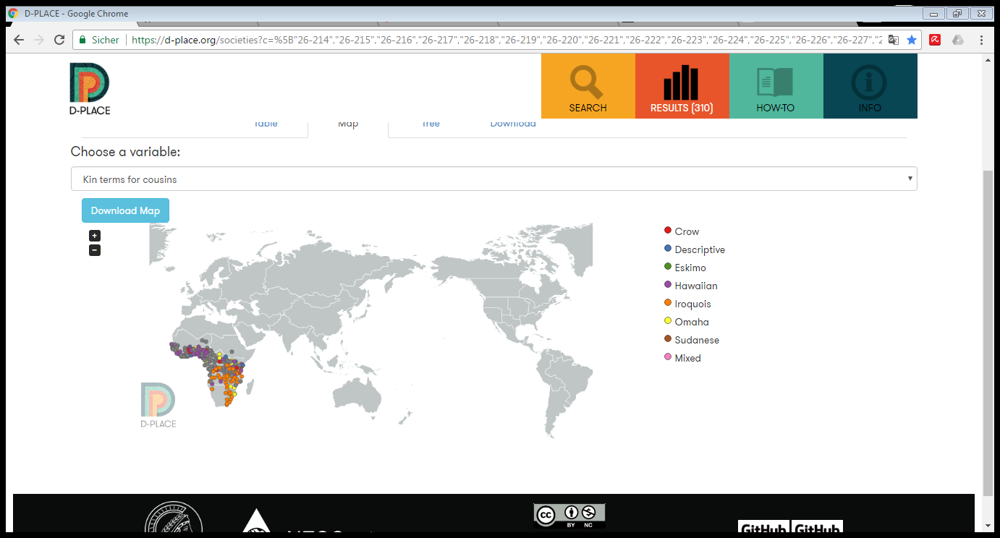 D-PLACE - Google Chrome
Sicher
https://d-place.org/societies?c=%5B"26-214","26-215","26-216","26-217","26-218","26-219","26-220","26-221","26-222","26-223","26-224","26-225","26-226","26-227","2
D-PLACE
SEARCH
RESULTS (310)
HOW-TO
INFO
Table
Map
Tree
Download
Choose a variable:
Kin terms for cousins
Download Map
+
−
Crow
Descriptive
Eskimo
Hawaiian
Iroquois
Omaha
Sudanese
Mixed
D-PLACE
cc
BY NC
GitHub GitHub